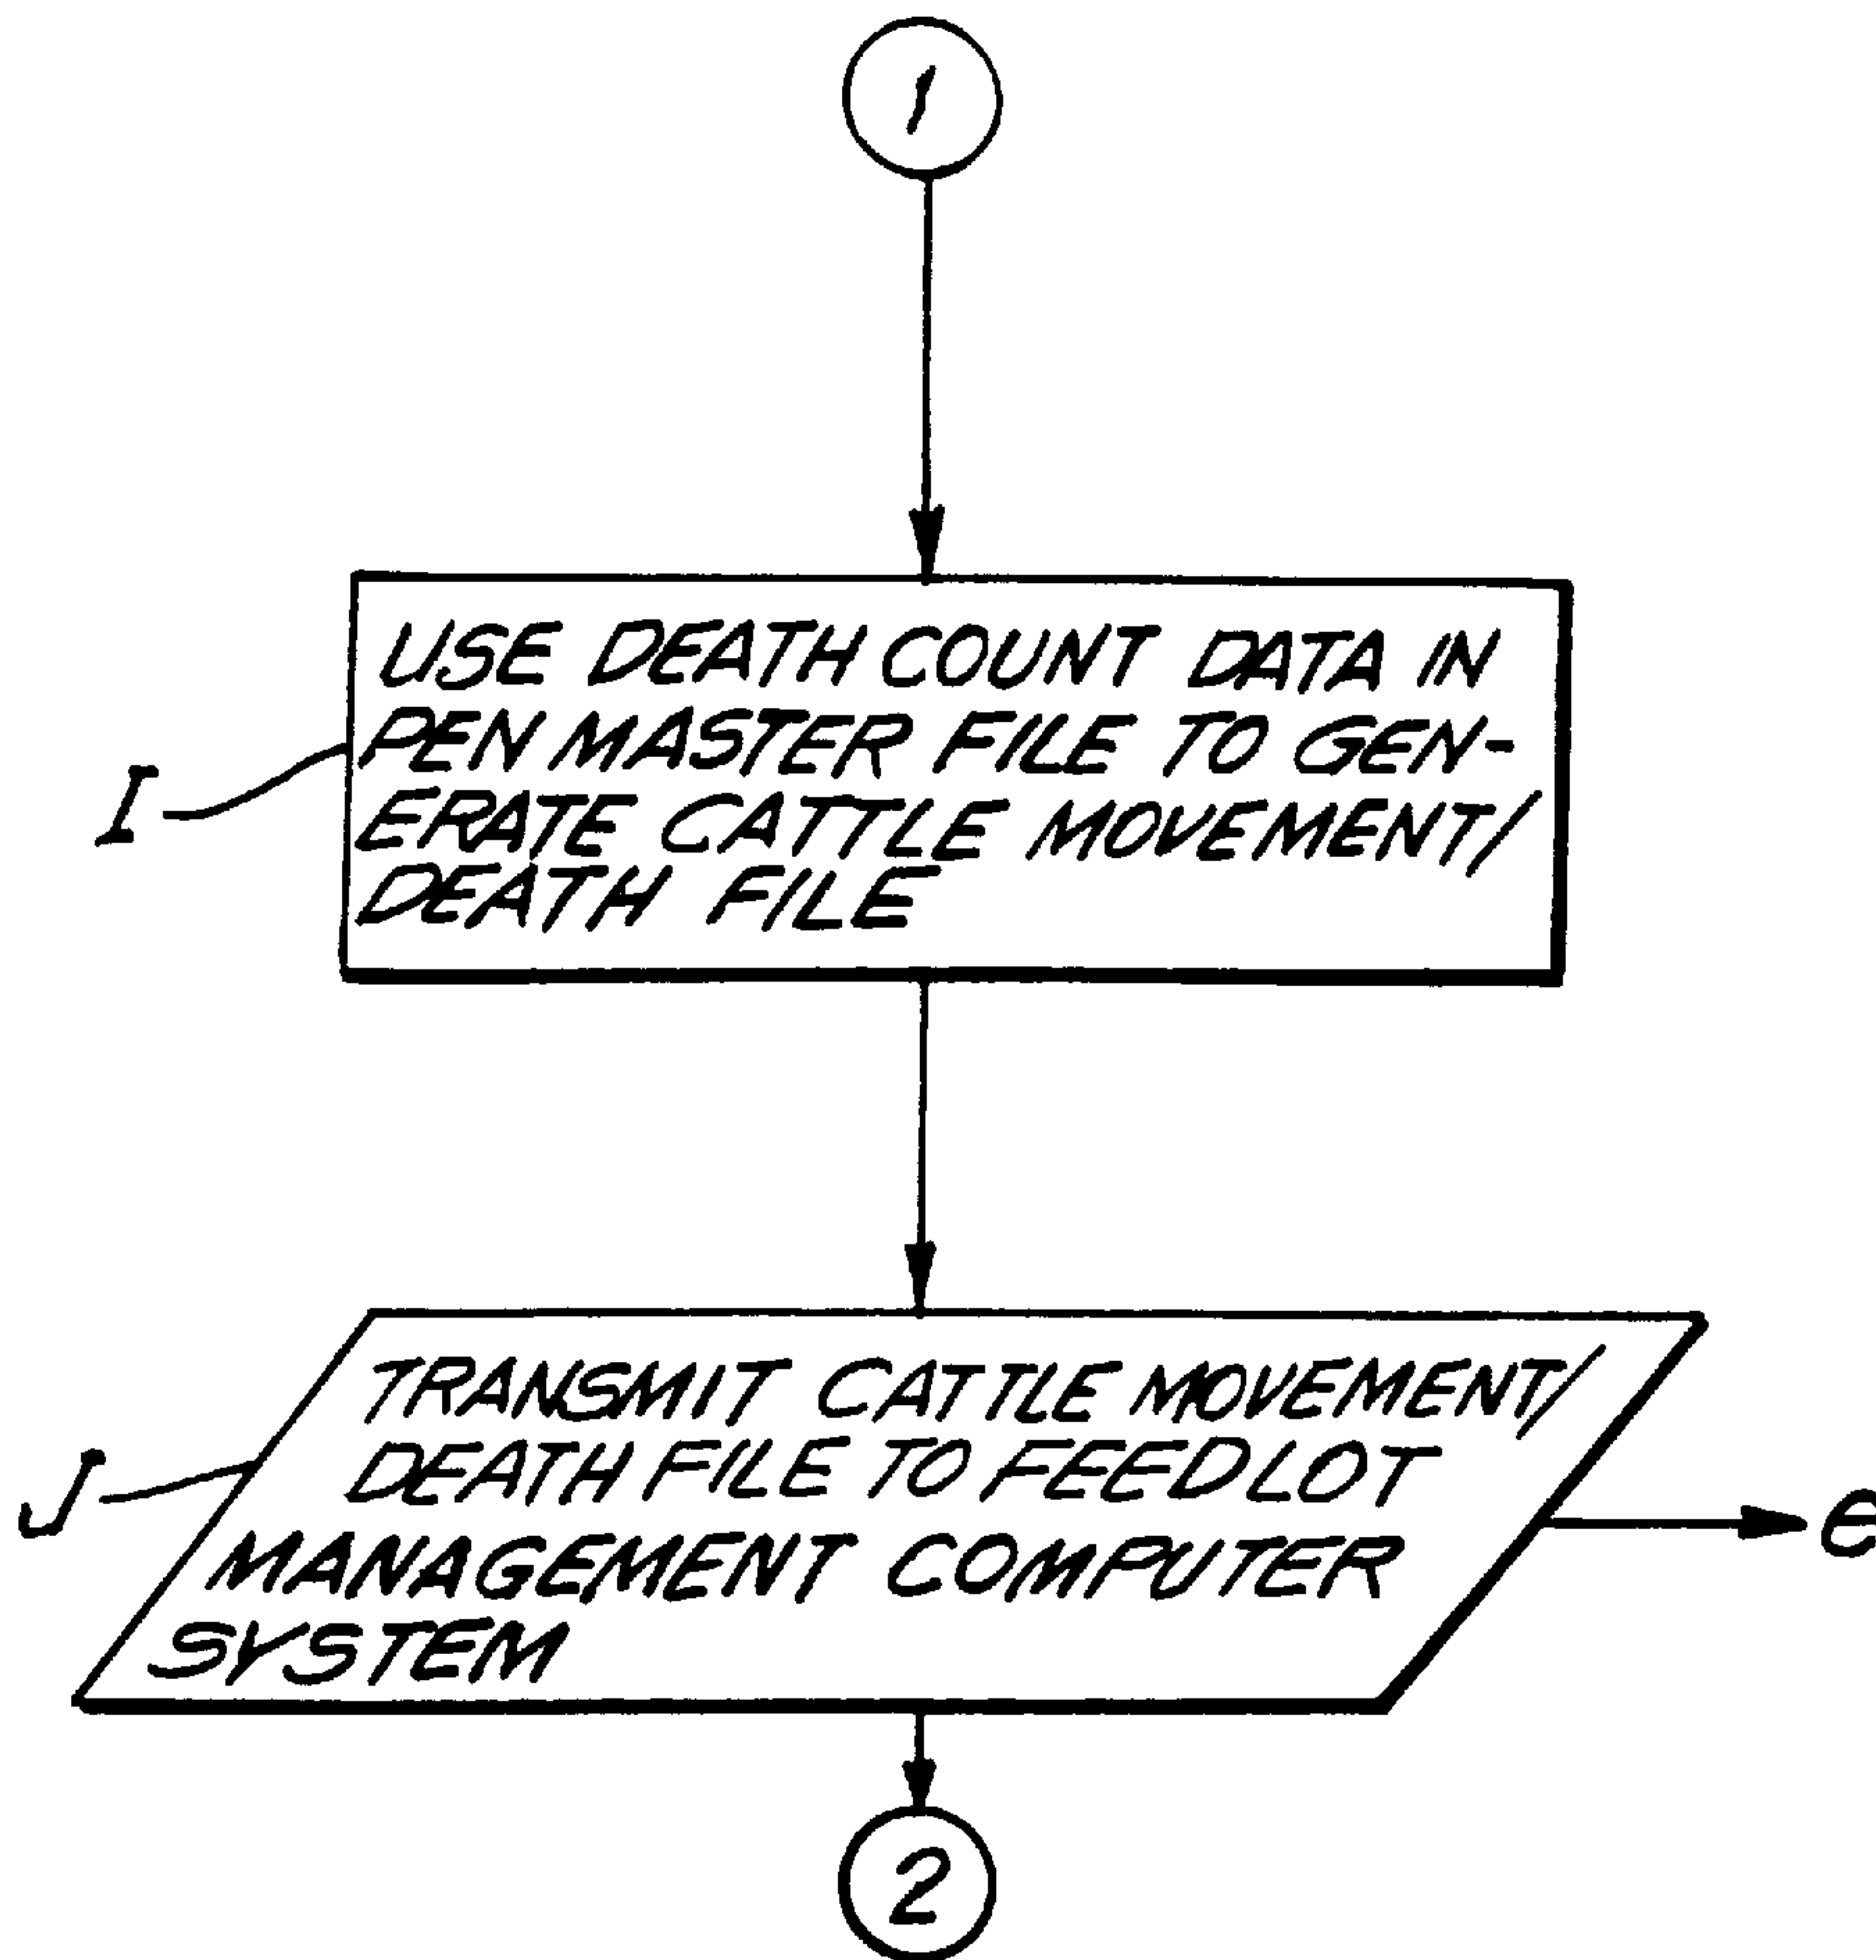 1
USE DEATH COUNT DATA IN
PEN MASTER FILE TO GEN-
ERATE CATTLE MOVEMENT/
DEATH FILE
I
TRANSMIT CATTLE MOVEMENT/
DEATH FILE TO FEEDLOT
MANAGEMENT COMPUTER
SYSTEM
J
e
2